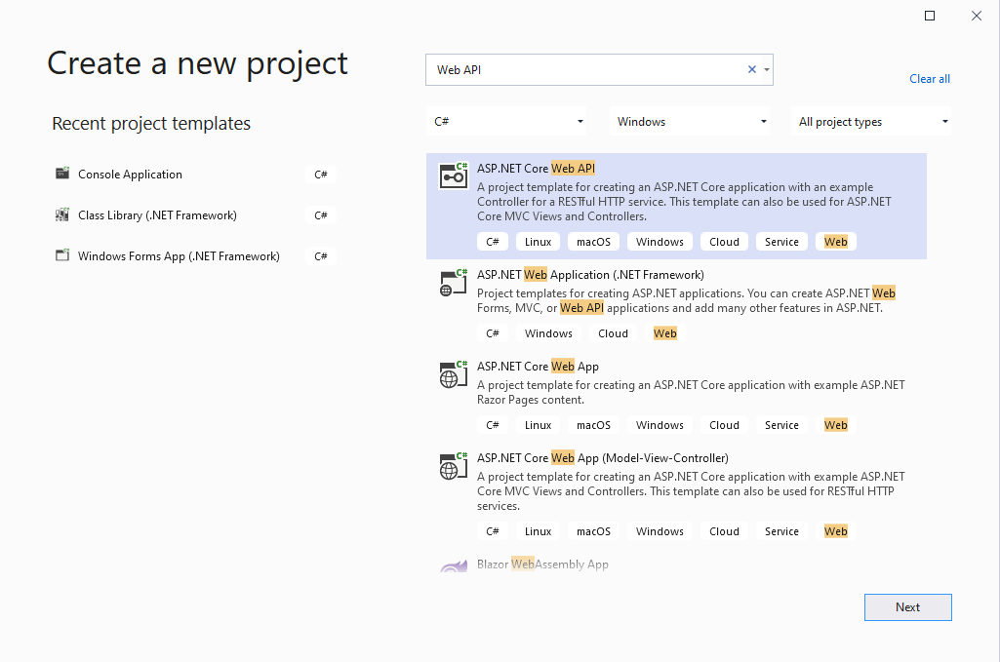 Create a new project
Web API
Clear all
Recent project templates
C#
Windows
All project types
Console Application
C#
Class Library (.NET Framework)
C#
Windows Forms App (.NET Framework)
C#
C#
ASP.NET Core Web API
A project template for creating an ASP.NET Core application with an example
Controller for a RESTful HTTP service. This template can also be used for ASP.NET
Core MVC Views and Controllers.
C# Linux macOS Windows Cloud Service Web
C#
ASP.NET Web Application (.NET Framework)
Project templates for creating ASP.NET applications. You can create ASP.NET Web
Forms, MVC, or Web API applications and add many other features in ASP.NET.
C# Windows Cloud Web
C#
ASP.NET Core Web App
A project template for creating an ASP.NET Core application with example ASP.NET
Razor Pages content.
C# Linux macOS Windows Cloud Service Web
C#
ASP.NET Core Web App (Model-View-Controller)
A project template for creating an ASP.NET Core application with example ASP.NET
Core MVC Views and Controllers. This template can also be used for RESTful HTTP
services.
C# Linux macOS Windows Cloud Service Web
Blazor WebAssembly App
Next